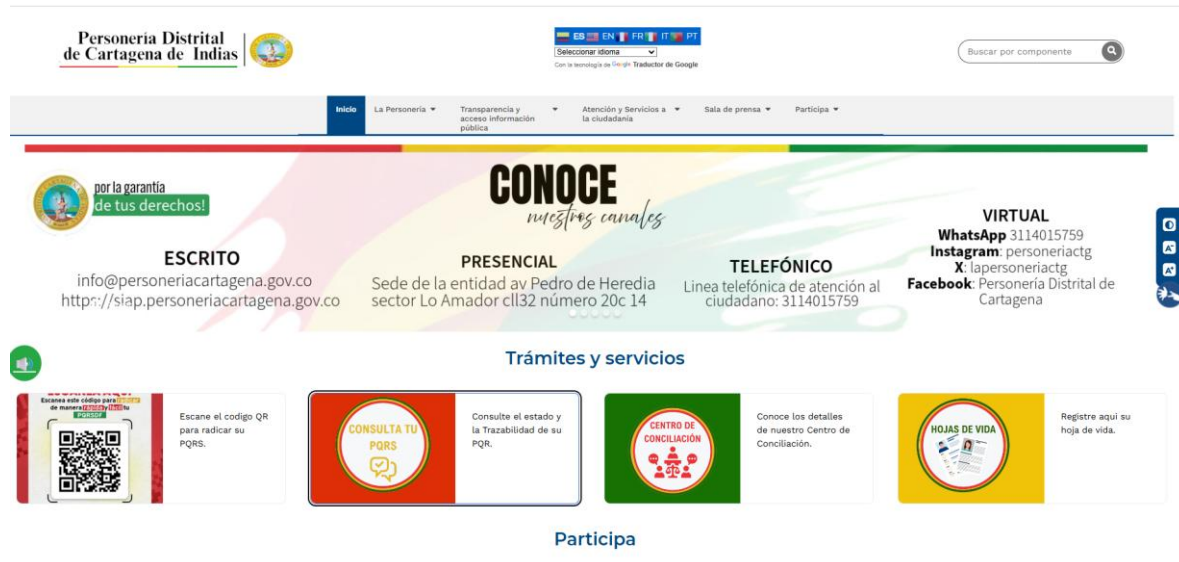 Personería Distrital
de Cartagena de Indias
ES EN FR IT PT
Seleccionar idioma
Con la tecnología de Google Traductor de Google
Buscar por componente
Inicio
La Personería
Transparencia y
acceso información
pública
Atención y Servicios a
la ciudadanía
Sala de prensa
Participa
por la garantía
de tus derechos!
CONOCE
nuestros canales
ESCRITO
info@personeriacartagena.gov.co
https://siap.personeriacartagena.gov.co
PRESENCIAL
Sede de la entidad av Pedro de Heredia
sector Lo Amador cll32 número 20c 14
TELEFÓNICO
Linea telefónica de atención al
ciudadano: 3114015759
VIRTUAL
WhatsApp 3114015759
Instagram: personeriactg
X: lapersoneriactg
Facebook: Personería Distrital de
Cartagena
Trámites y servicios
Escanea este código para radicar
de manera rápida y fácil tu
PQRSDF
Escane el codigo QR
para radicar su
PQRS.
CONSULTA TU
PQRS
Consulte el estado y
la Trazabilidad de su
PQR.
CENTRO DE
CONCILIACIÓN
Conoce los detalles
de nuestro Centro de
Conciliación.
HOJAS DE VIDA
Registre aqui su
hoja de vida.
Participa